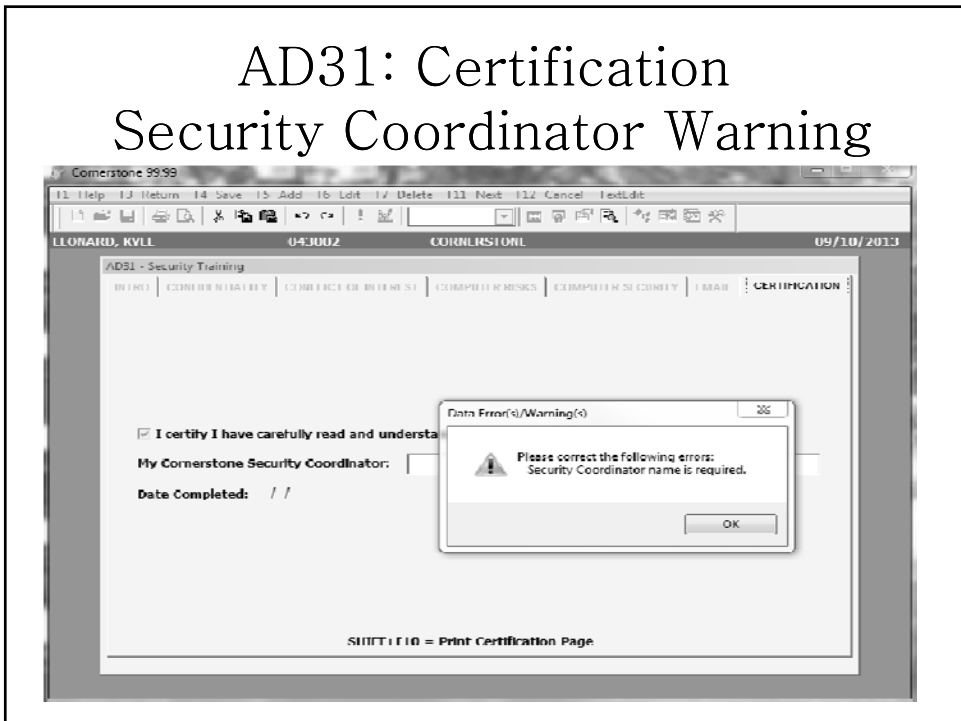 AD31: Certification
Security Coordinator Warning
Cornerstone 99.99
F1 Help F3 Return F4 Save F5 Add F6 Edit F7 Delete F11 Next F12 Cancel TextEdit
LEONARD, KYLE 043002 CORNERSTONE 09/10/2013
AD31 - Security Training
INTRO CONFIDENTIALITY CONFLICT OF INTEREST COMPUTER RISKS COMPUTER SECURITY EMAIL CERTIFICATION
Data Error(s)/Warning(s)
I certify I have carefully read and understa
Please correct the following errors:
Security Coordinator name is required.
My Cornerstone Security Coordinator:
Date Completed: / /
OK
SHIFT+F10 = Print Certification Page